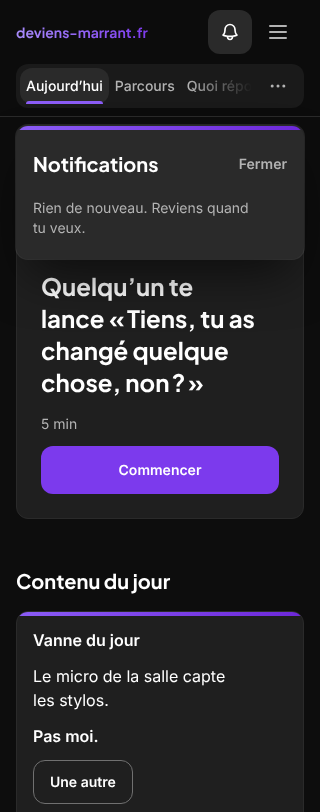 deviens-marrant.fr
Aujourd’hui Parcours Quoi répo
Notifications Fermer
Rien de nouveau. Reviens quand
tu veux.
Quelqu’un te
lance « Tiens, tu as
changé quelque
chose, non ? »
5 min
Commencer
Contenu du jour
Vanne du jour
Le micro de la salle capte
les stylos.
Pas moi.
Une autre